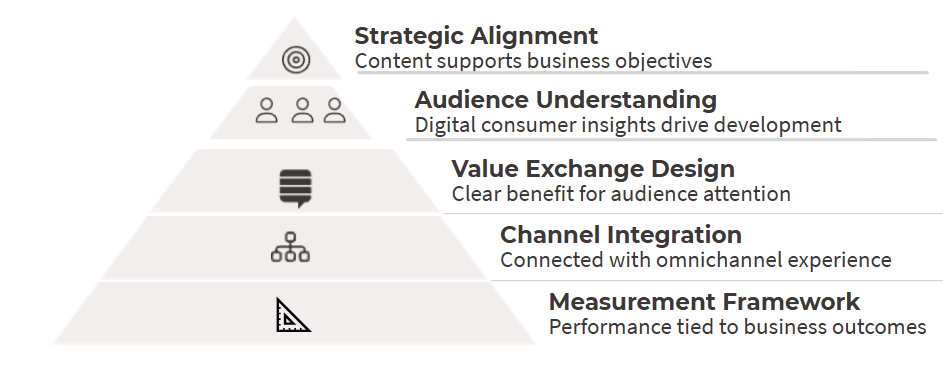 Strategic Alignment
Content supports business objectives
Audience Understanding
Digital consumer insights drive development
Value Exchange Design
Clear benefit for audience attention
Channel Integration
Connected with omnichannel experience
Measurement Framework
Performance tied to business outcomes